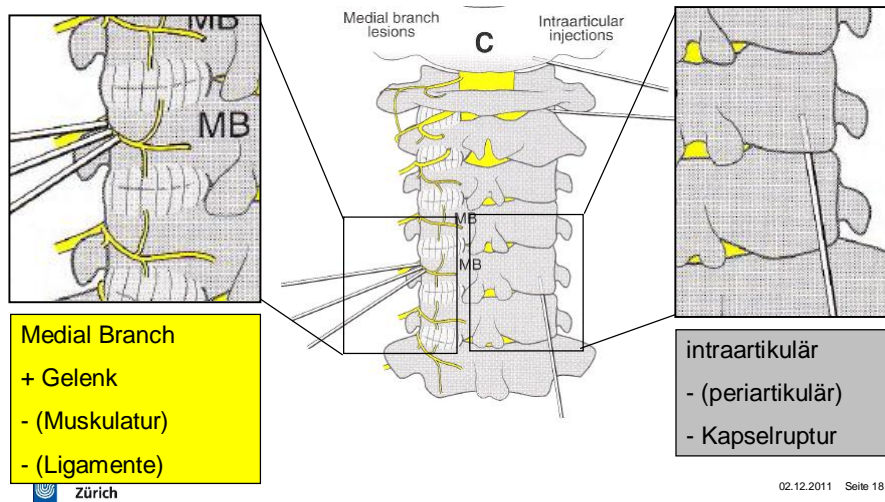 MB
MB
Medial branch
lesions
C
Intraarticular
injections
MB
MB
Medial Branch
+ Gelenk
- (Muskulatur)
- (Ligamente)
intraartikulär
- (periartikulär)
- Kapselruptur
Zürich
02.12.2011 Seite 18